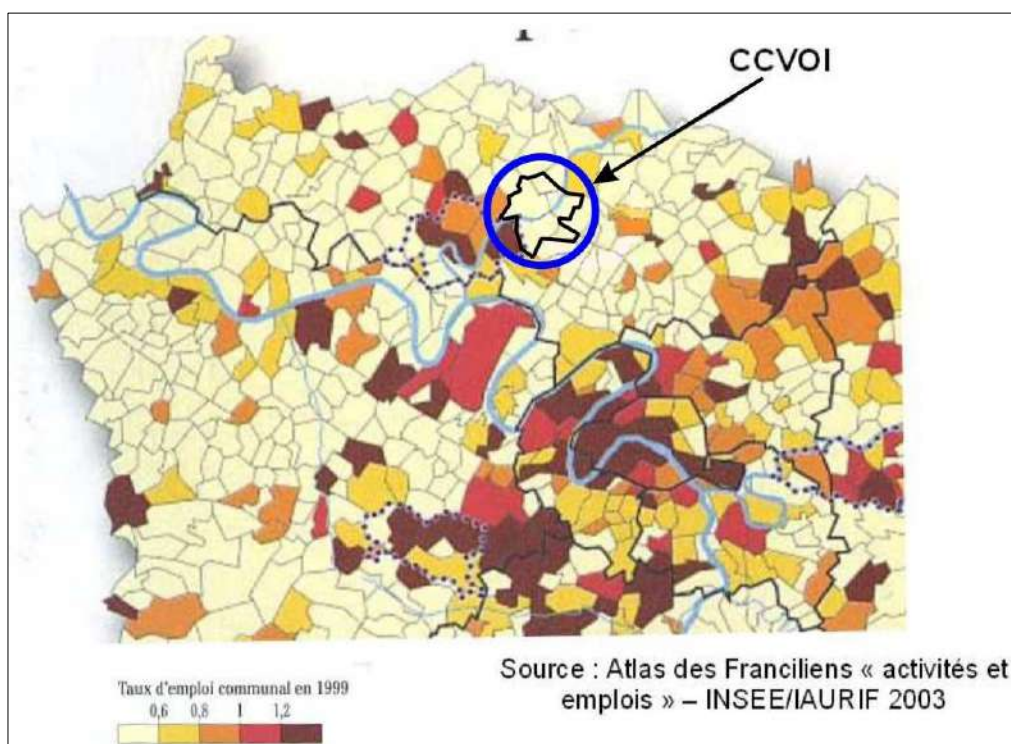 CCVOI
Source : Atlas des Franciliens « activités et
emplois » – INSEE/IAURIF 2003
Taux d'emploi communal en 1999
0,6 0,8 1 1,2